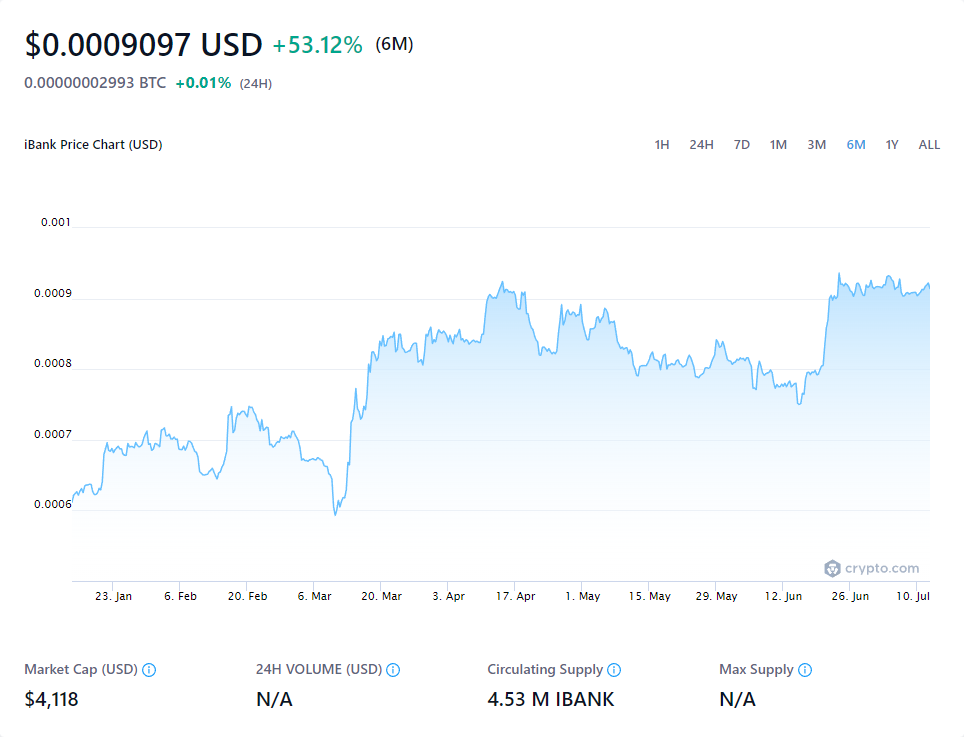 $0.0009097 USD +53.12% (6M)
0.00000002993 BTC +0.01% (24H)
iBank Price Chart (USD) 1H 24H 7D 1M 3M 6M 1Y ALL
0.001
0.0009
0.0008
0.0007
0.0006
crypto.com
23. Jan 6. Feb 20. Feb 6. Mar 20. Mar 3. Apr 17. Apr 1. May 15. May 29. May 12. Jun 26. Jun 10. Jul
Market Cap (USD) 24H VOLUME (USD) Circulating Supply Max Supply
$4,118 N/A 4.53 M IBANK N/A